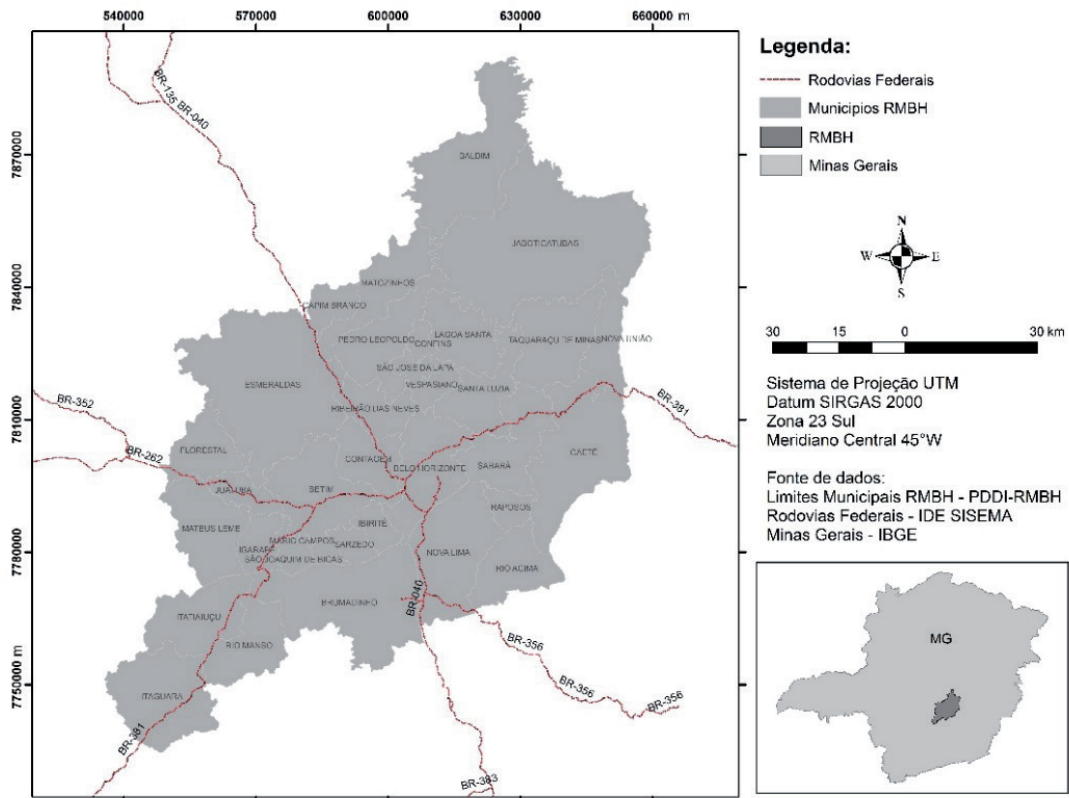 540000 570000 600000 630000 660000 m
7870000
7840000
7810000
7780000
7750000 m
BR-135
BR-040
BALDIM
JABOTICATUBAS
MATOZINHOS
CAPIM BRANCO
PEDRO LEOPOLDO
CONFINS
LAGOA SANTA
TAQUARAÇU DE MINAS
NOVA UNIÃO
SÃO JOSE DA LAPA
ESMERALDAS
VESPASIANO
SANTA LUZIA
BR-381
BR-352
RIBEIRÃO DAS NEVES
FLORESTAL
BR-262
CONTAGEM
BELO HORIZONTE
SABARÁ
CAETÉ
JUATUBA
BETIM
RAPOSOS
MATEUS LEME
IBIRITÉ
MARIO CAMPOS
SARZEDO
IGARAPÉ
SÃO JOAQUIM DE BICAS
NOVA LIMA
RIO ACIMA
BRUMADINHO
BR-040
ITATIAIUÇU
RIO MANSO
BR-356
BR-356
BR-356
ITAGUARA
BR-381
BR-383
Legenda:
Rodovias Federais
Municipios RMBH
RMBH
Minas Gerais
N
W E
S
30 15 0 30 km
Sistema de Projeção UTM
Datum SIRGAS 2000
Zona 23 Sul
Meridiano Central 45°W
Fonte de dados:
Limites Municipais RMBH - PDDI-RMBH
Rodovias Federais - IDE SISEMA
Minas Gerais - IBGE
MG